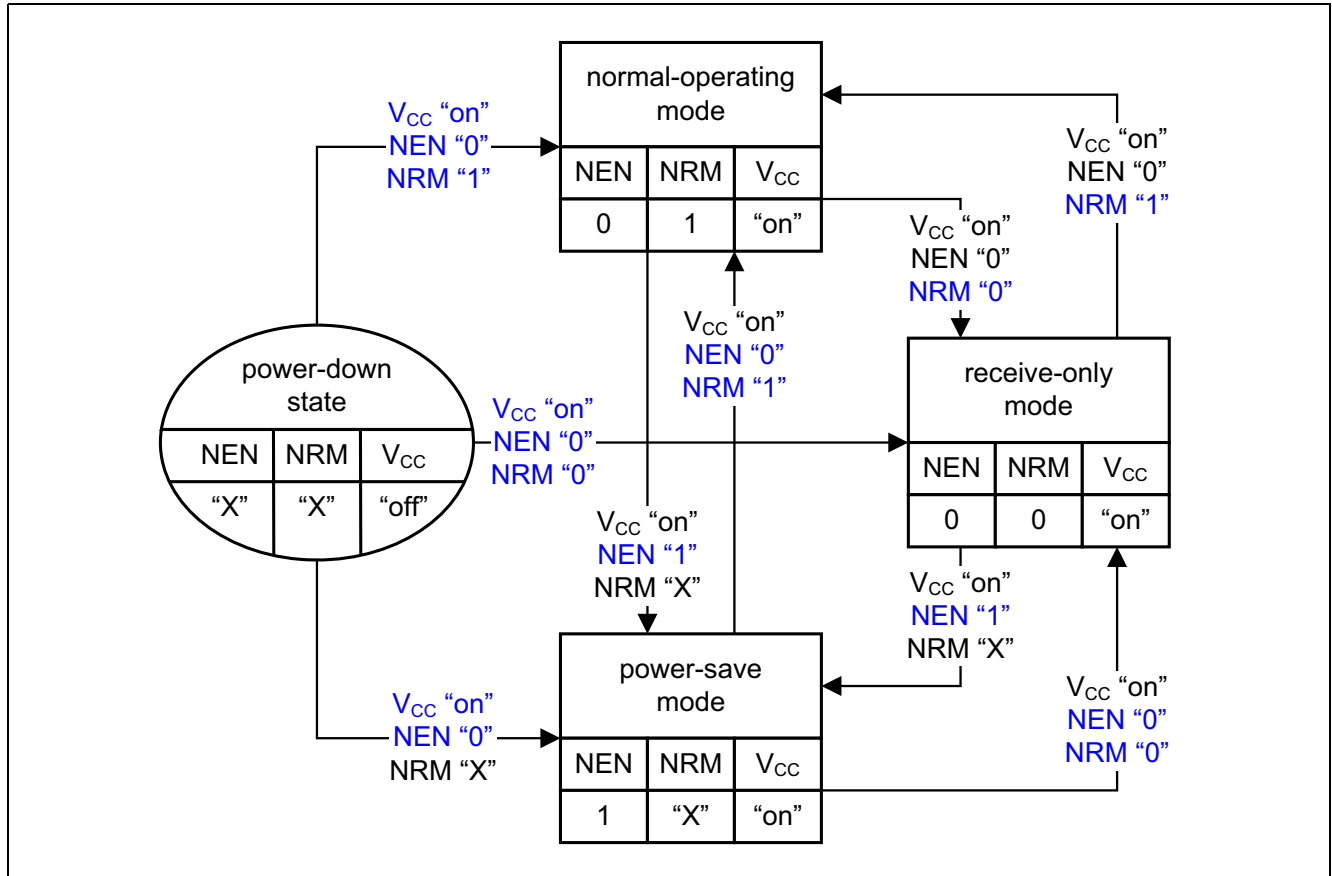 normal-operating
mode
NEN NRM VCC
0 1 “on”
VCC “on”
NEN “0”
NRM “1”
VCC “on”
NEN “0”
NRM “1”
VCC “on”
NEN “0”
NRM “0”
VCC “on”
NEN “0”
NRM “1”
power-down
state
NEN NRM VCC
“X” “X” “off”
VCC “on”
NEN “0”
NRM “0”
receive-only
mode
NEN NRM VCC
0 0 “on”
VCC “on”
NEN “1”
NRM “X”
VCC “on”
NEN “1”
NRM “X”
VCC “on”
NEN “0”
NRM “X”
power-save
mode
NEN NRM VCC
1 “X” “on”
VCC “on”
NEN “0”
NRM “0”